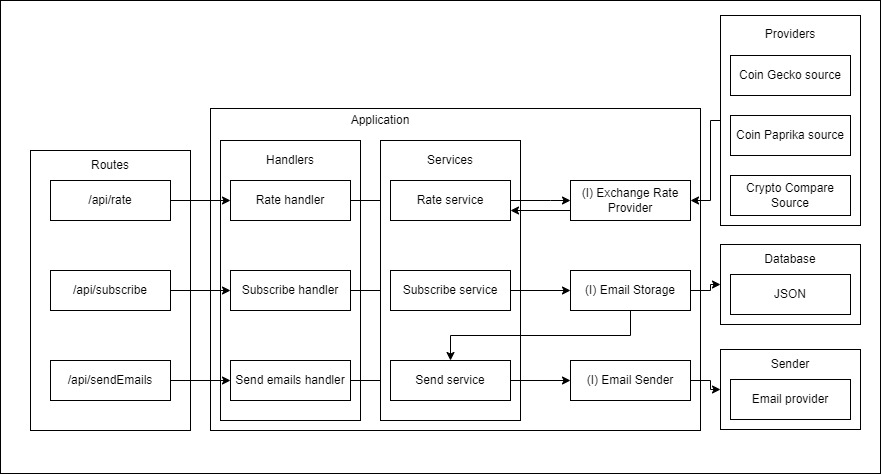 Providers
Coin Gecko source
Coin Paprika source
Crypto Compare
Source
Application
Routes
Handlers
Services
/api/rate
Rate handler
Rate service
(I) Exchange Rate
Provider
/api/subscribe
Subscribe handler
Subscribe service
(I) Email Storage
Database
JSON
/api/sendEmails
Send emails handler
Send service
(I) Email Sender
Sender
Email provider